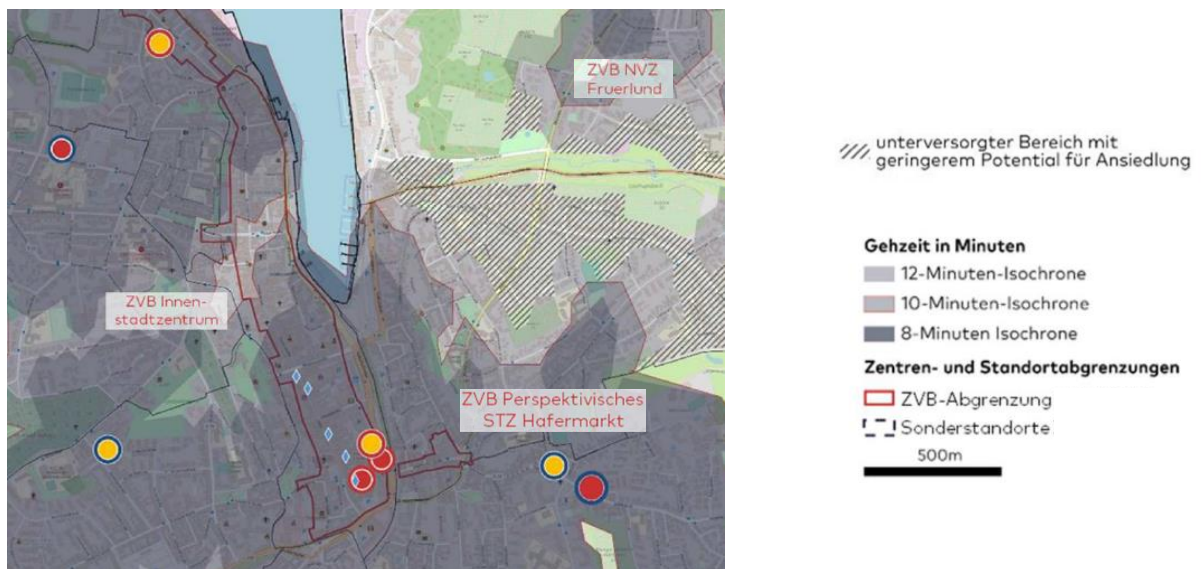 ZVB NVZ
Fruerlund
ZVB Innen-
stadtzentrum
ZVB Perspektivisches
STZ Hafermarkt
unterversorgter Bereich mit
geringerem Potential für Ansiedlung
Gehzeit in Minuten
12-Minuten-Isochrone
10-Minuten-Isochrone
8-Minuten Isochrone
Zentren- und Standortabgrenzungen
ZVB-Abgrenzung
Sonderstandorte
500m